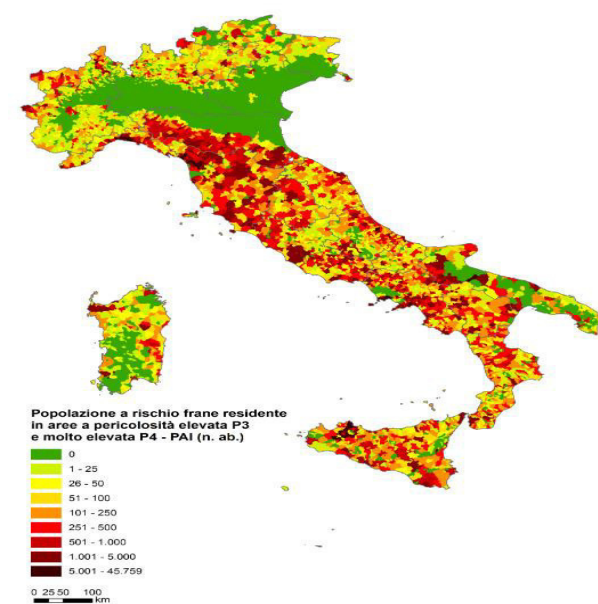 Popolazione a rischio frane residente
in aree a pericolosità elevata P3
e molto elevata P4 - PAI (n. ab.)
0
1 - 25
26 - 50
51 - 100
101 - 250
251 - 500
501 - 1.000
1.001 - 5.000
5.001 - 45.759
0 25 50 100
km